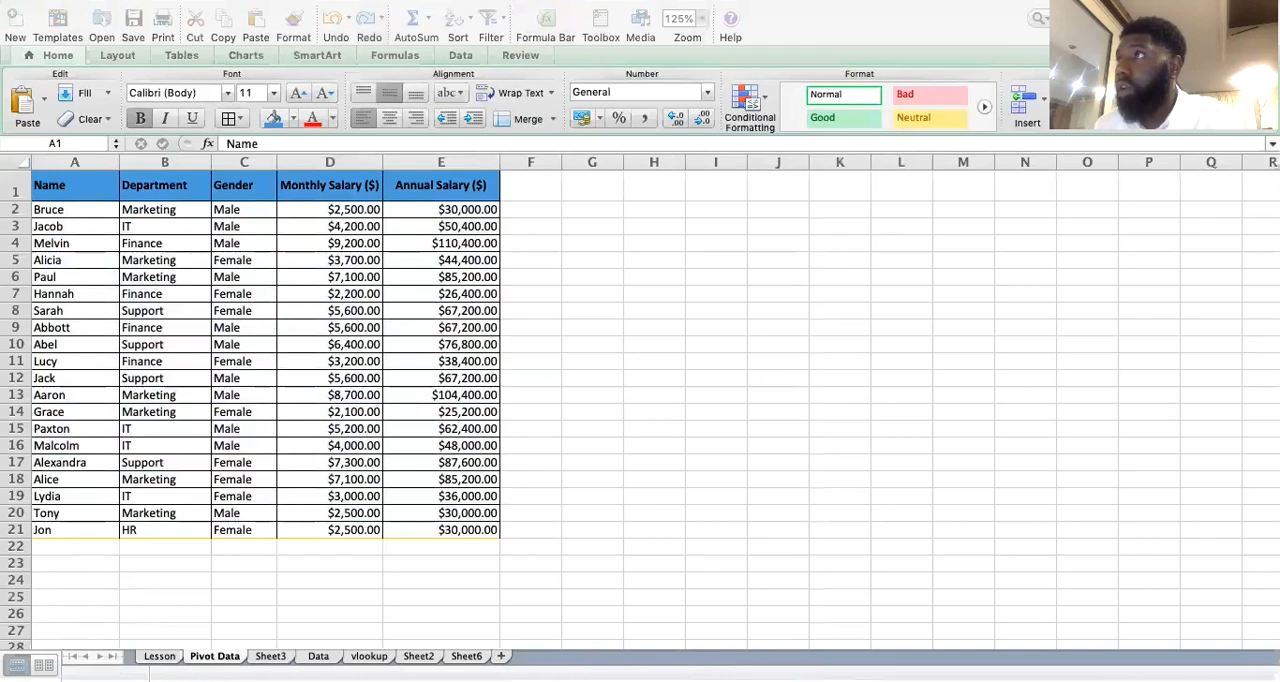 New Templates Open Save Print Cut Copy Paste Format Undo Redo AutoSum Sort Filter Formula Bar Toolbox Media 125% Zoom Help
Home Layout Tables Charts SmartArt Formulas Data Review
Edit Font Alignment Number Format
Paste Fill Clear Calibri (Body) 11 A A B I U A abc Wrap Text Merge General % , Conditional Formatting Normal Bad Good Neutral Insert
A1 fx Name
A B C D E F G H I J K L M N O P Q R
1 Name Department Gender Monthly Salary ($) Annual Salary ($)
2 Bruce Marketing Male $2,500.00 $30,000.00
3 Jacob IT Male $4,200.00 $50,400.00
4 Melvin Finance Male $9,200.00 $110,400.00
5 Alicia Marketing Female $3,700.00 $44,400.00
6 Paul Marketing Male $7,100.00 $85,200.00
7 Hannah Finance Female $2,200.00 $26,400.00
8 Sarah Support Female $5,600.00 $67,200.00
9 Abbott Finance Male $5,600.00 $67,200.00
10 Abel Support Male $6,400.00 $76,800.00
11 Lucy Finance Female $3,200.00 $38,400.00
12 Jack Support Male $5,600.00 $67,200.00
13 Aaron Marketing Male $8,700.00 $104,400.00
14 Grace Marketing Female $2,100.00 $25,200.00
15 Paxton IT Male $5,200.00 $62,400.00
16 Malcolm IT Male $4,000.00 $48,000.00
17 Alexandra Support Female $7,300.00 $87,600.00
18 Alice Marketing Female $7,100.00 $85,200.00
19 Lydia IT Female $3,000.00 $36,000.00
20 Tony Marketing Male $2,500.00 $30,000.00
21 Jon HR Female $2,500.00 $30,000.00
22
23
24
25
26
27
28
Lesson Pivot Data Sheet3 Data vlookup Sheet2 Sheet6 +